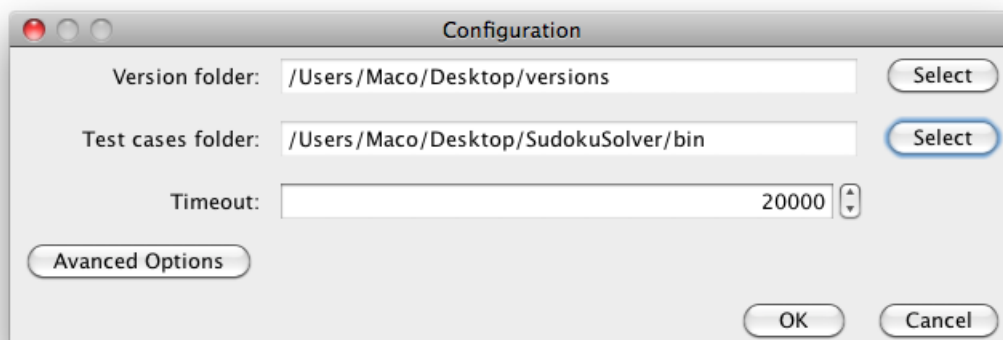 Configuration
Version folder: /Users/Maco/Desktop/versions Select
Test cases folder: /Users/Maco/Desktop/SudokuSolver/bin Select
Timeout: 20000
Avanced Options
OK Cancel